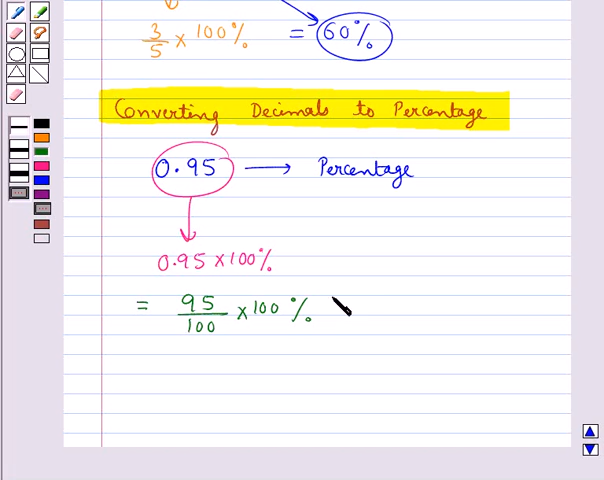 3/5 × 100% = 60%
Converting Decimals to Percentage
0.95 → Percentage
0.95 × 100%
= 95/100 × 100 %